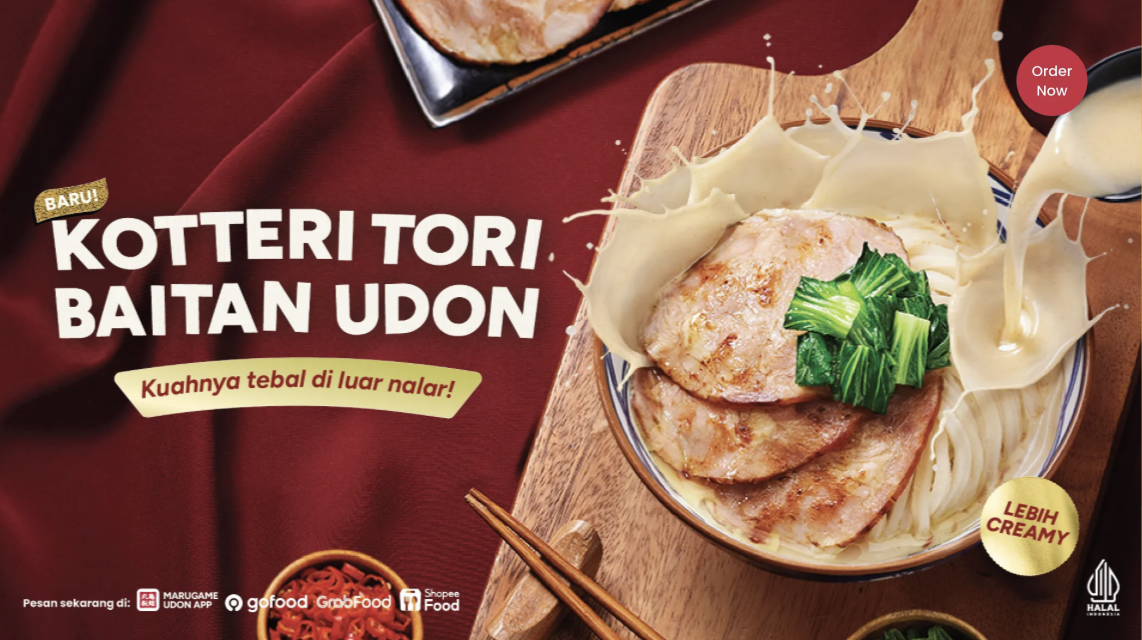 BARU!
KOTTERI TORI
BAITAN UDON
Kuahnya tebal di luar nalar!
Order
Now
LEBIH
CREAMY
Pesan sekarang di:
MARUGAME
UDON APP
gofood
GrabFood
Shopee
Food
HALAL
INDONESIA